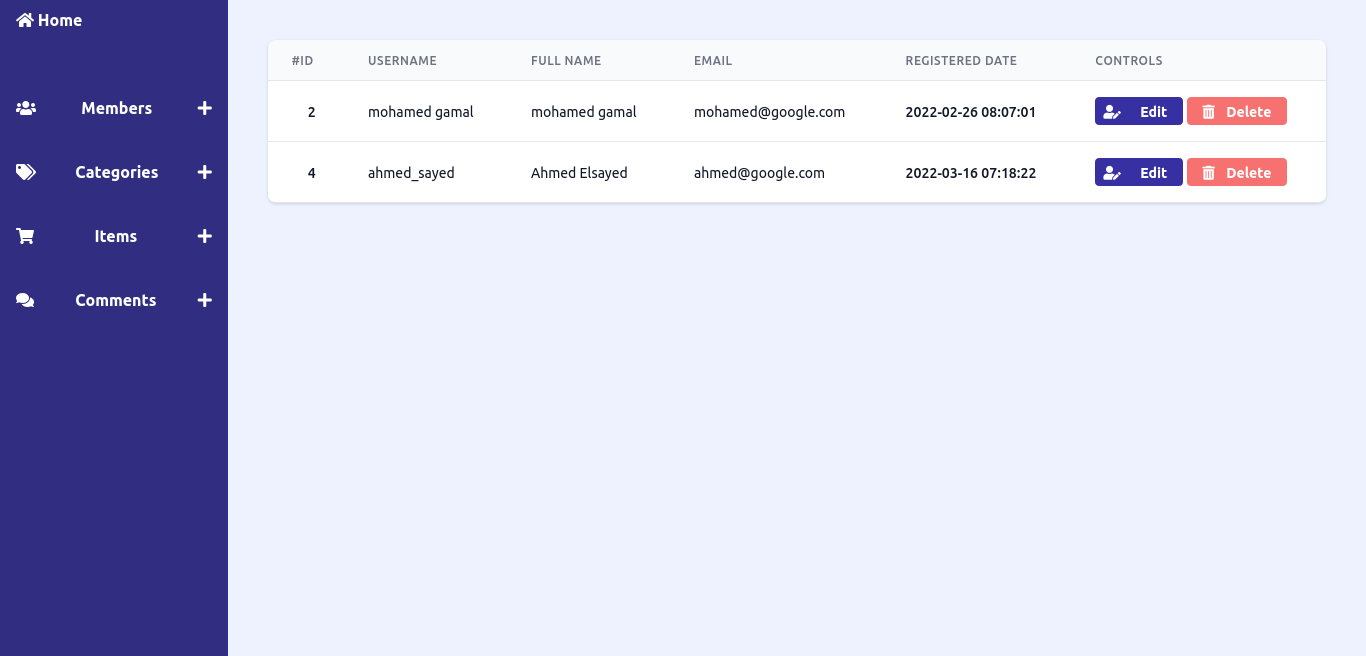 Home
Members
Categories
Items
Comments
#ID USERNAME FULL NAME EMAIL REGISTERED DATE CONTROLS
2 mohamed gamal mohamed gamal mohamed@google.com 2022-02-26 08:07:01 Edit Delete
4 ahmed_sayed Ahmed Elsayed ahmed@google.com 2022-03-16 07:18:22 Edit Delete